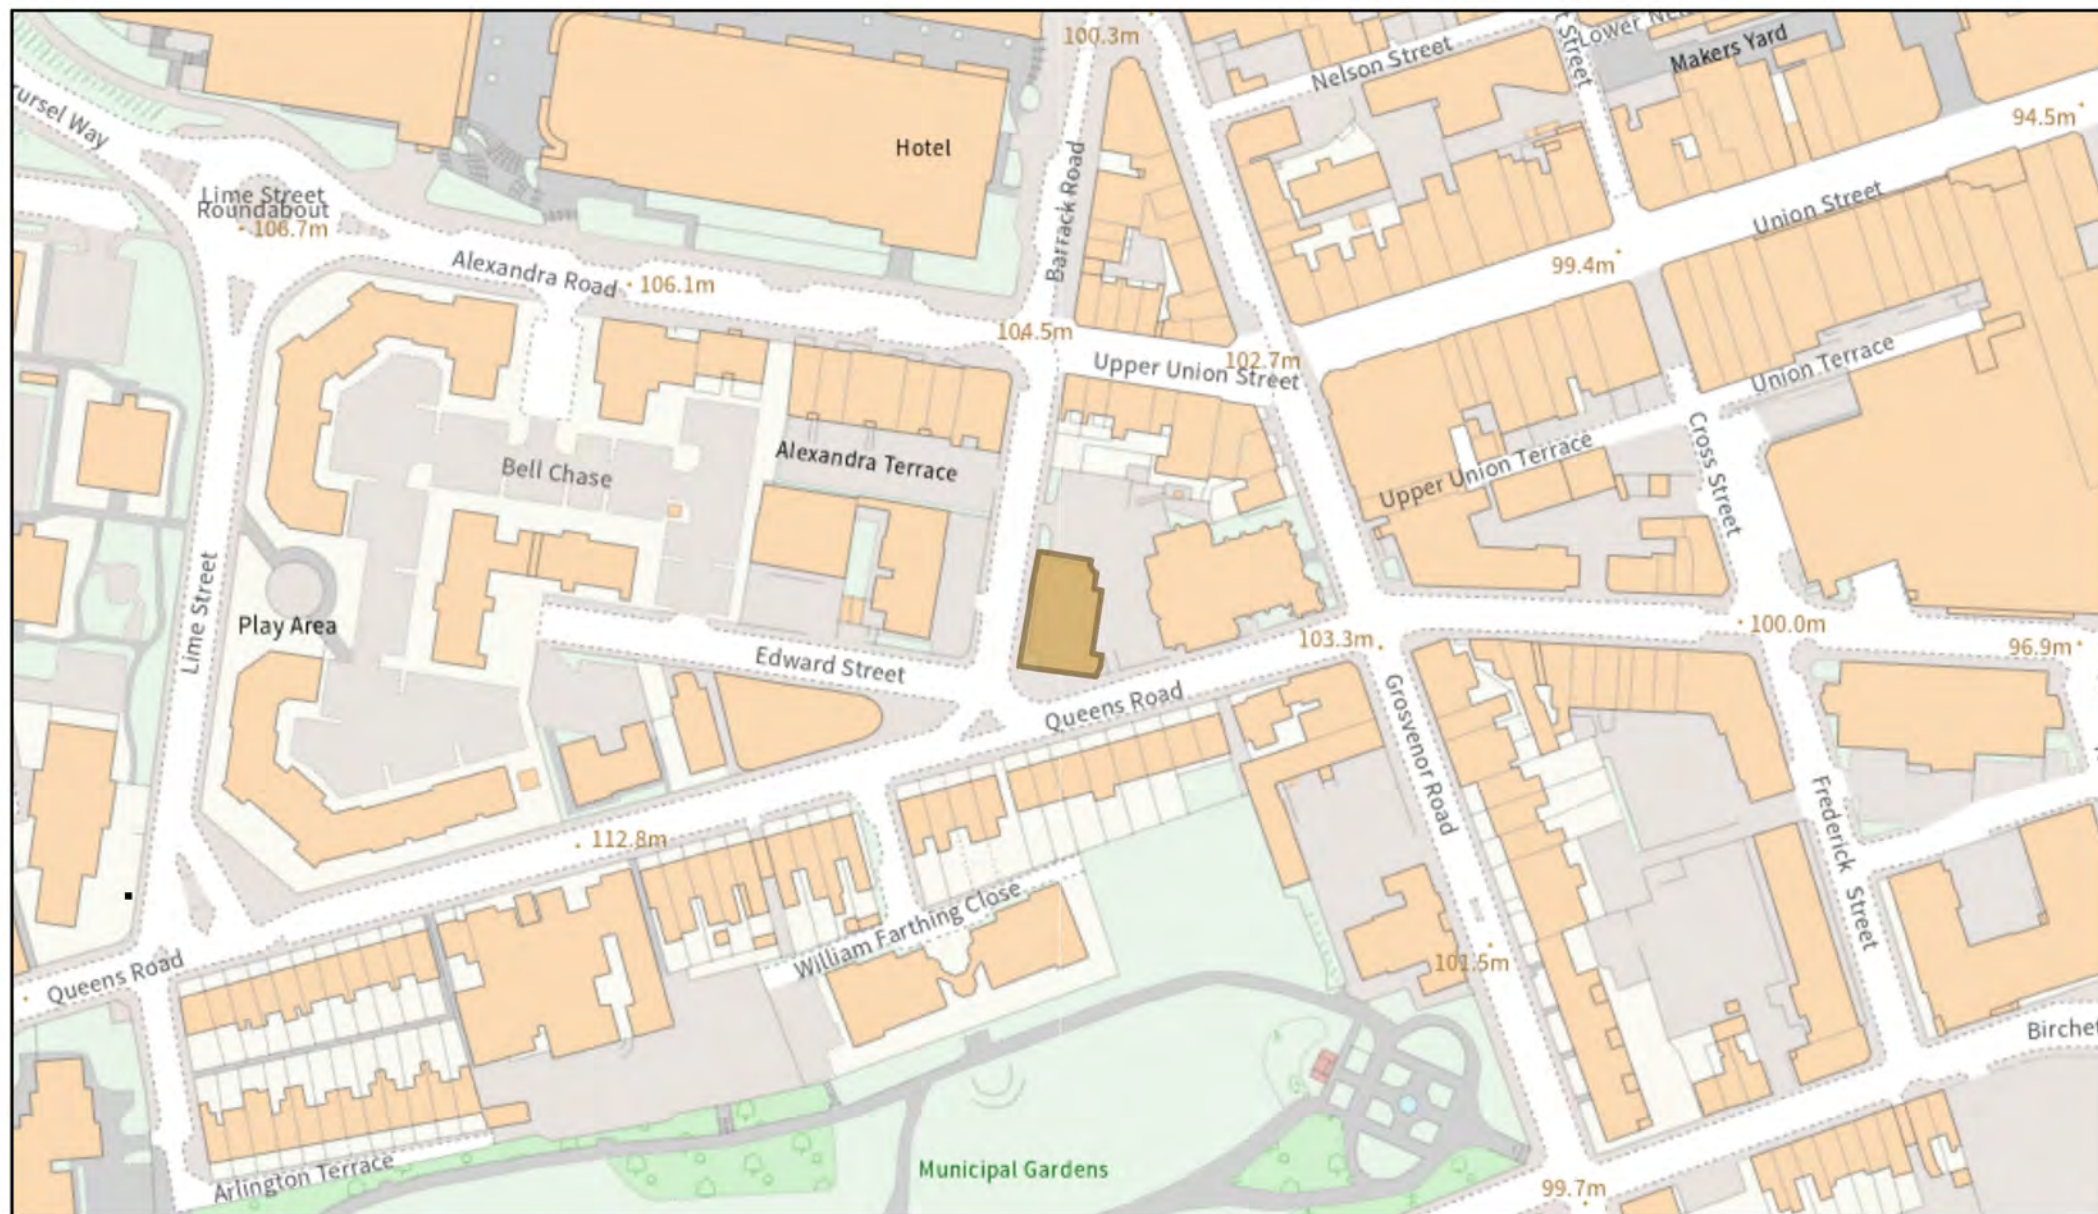 100.3m
Lower
Street
Makers Yard
Nelson Street
94.5m
Hotel
Barrack Road
Lime Street
Roundabout
106.7m
Union Street
Alexandra Road
106.1m
99.4m
104.5m
102.7m
Upper Union Street
Union Terrace
Alexandra Terrace
Bell Chase
Upper Union Terrace
Cross Street
Lime Street
Play Area
Edward Street
103.3m
100.0m
96.9m
Queens Road
Grosvenor Road
112.8m
Frederick Street
William Farthing Close
101.5m
Queens Road
Municipal Gardens
Arlington Terrace
99.7m